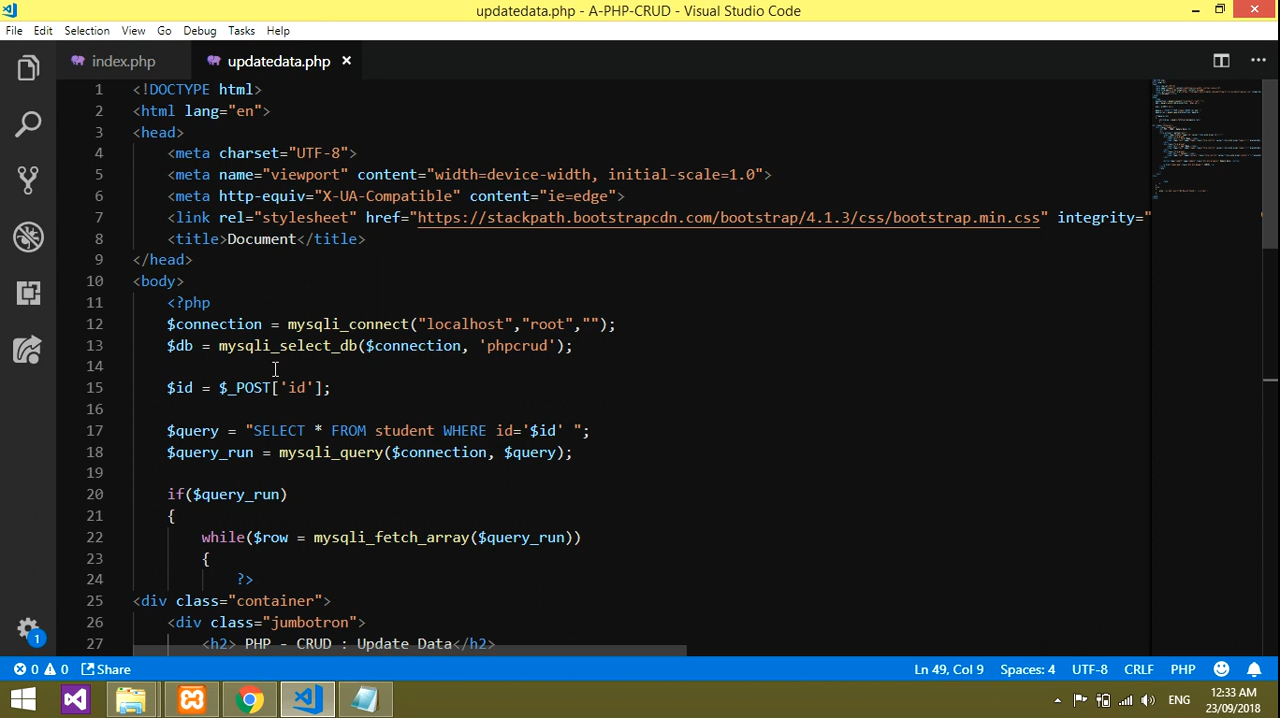 updatedata.php - A-PHP-CRUD - Visual Studio Code
File Edit Selection View Go Debug Tasks Help
index.php updatedata.php
1 <!DOCTYPE html>
2 <html lang="en">
3 <head>
4 <meta charset="UTF-8">
5 <meta name="viewport" content="width=device-width, initial-scale=1.0">
6 <meta http-equiv="X-UA-Compatible" content="ie=edge">
7 <link rel="stylesheet" href="https://stackpath.bootstrapcdn.com/bootstrap/4.1.3/css/bootstrap.min.css" integrity="
8 <title>Document</title>
9 </head>
10 <body>
11 <?php
12 $connection = mysqli_connect("localhost","root","");
13 $db = mysqli_select_db($connection, 'phpcrud');
14
15 $id = $_POST['id'];
16
17 $query = "SELECT * FROM student WHERE id='$id' ";
18 $query_run = mysqli_query($connection, $query);
19
20 if($query_run)
21 {
22 while($row = mysqli_fetch_array($query_run))
23 {
24 ?>
25 <div class="container">
26 <div class="jumbotron">
27 <h2> PHP - CRUD : Update Data</h2>
1
0 0 Share Ln 49, Col 9 Spaces: 4 UTF-8 CRLF PHP
ENG 12:33 AM
23/09/2018